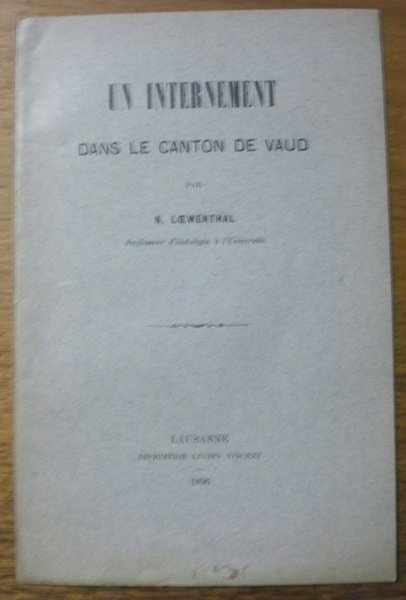 UN INTERNEMENT
DANS LE CANTON DE VAUD
PAR
N. LŒWENTHAL
Professeur d'histologie à l'Université
LAUSANNE
IMPRIMERIE LUCIEN VINCENT
1896